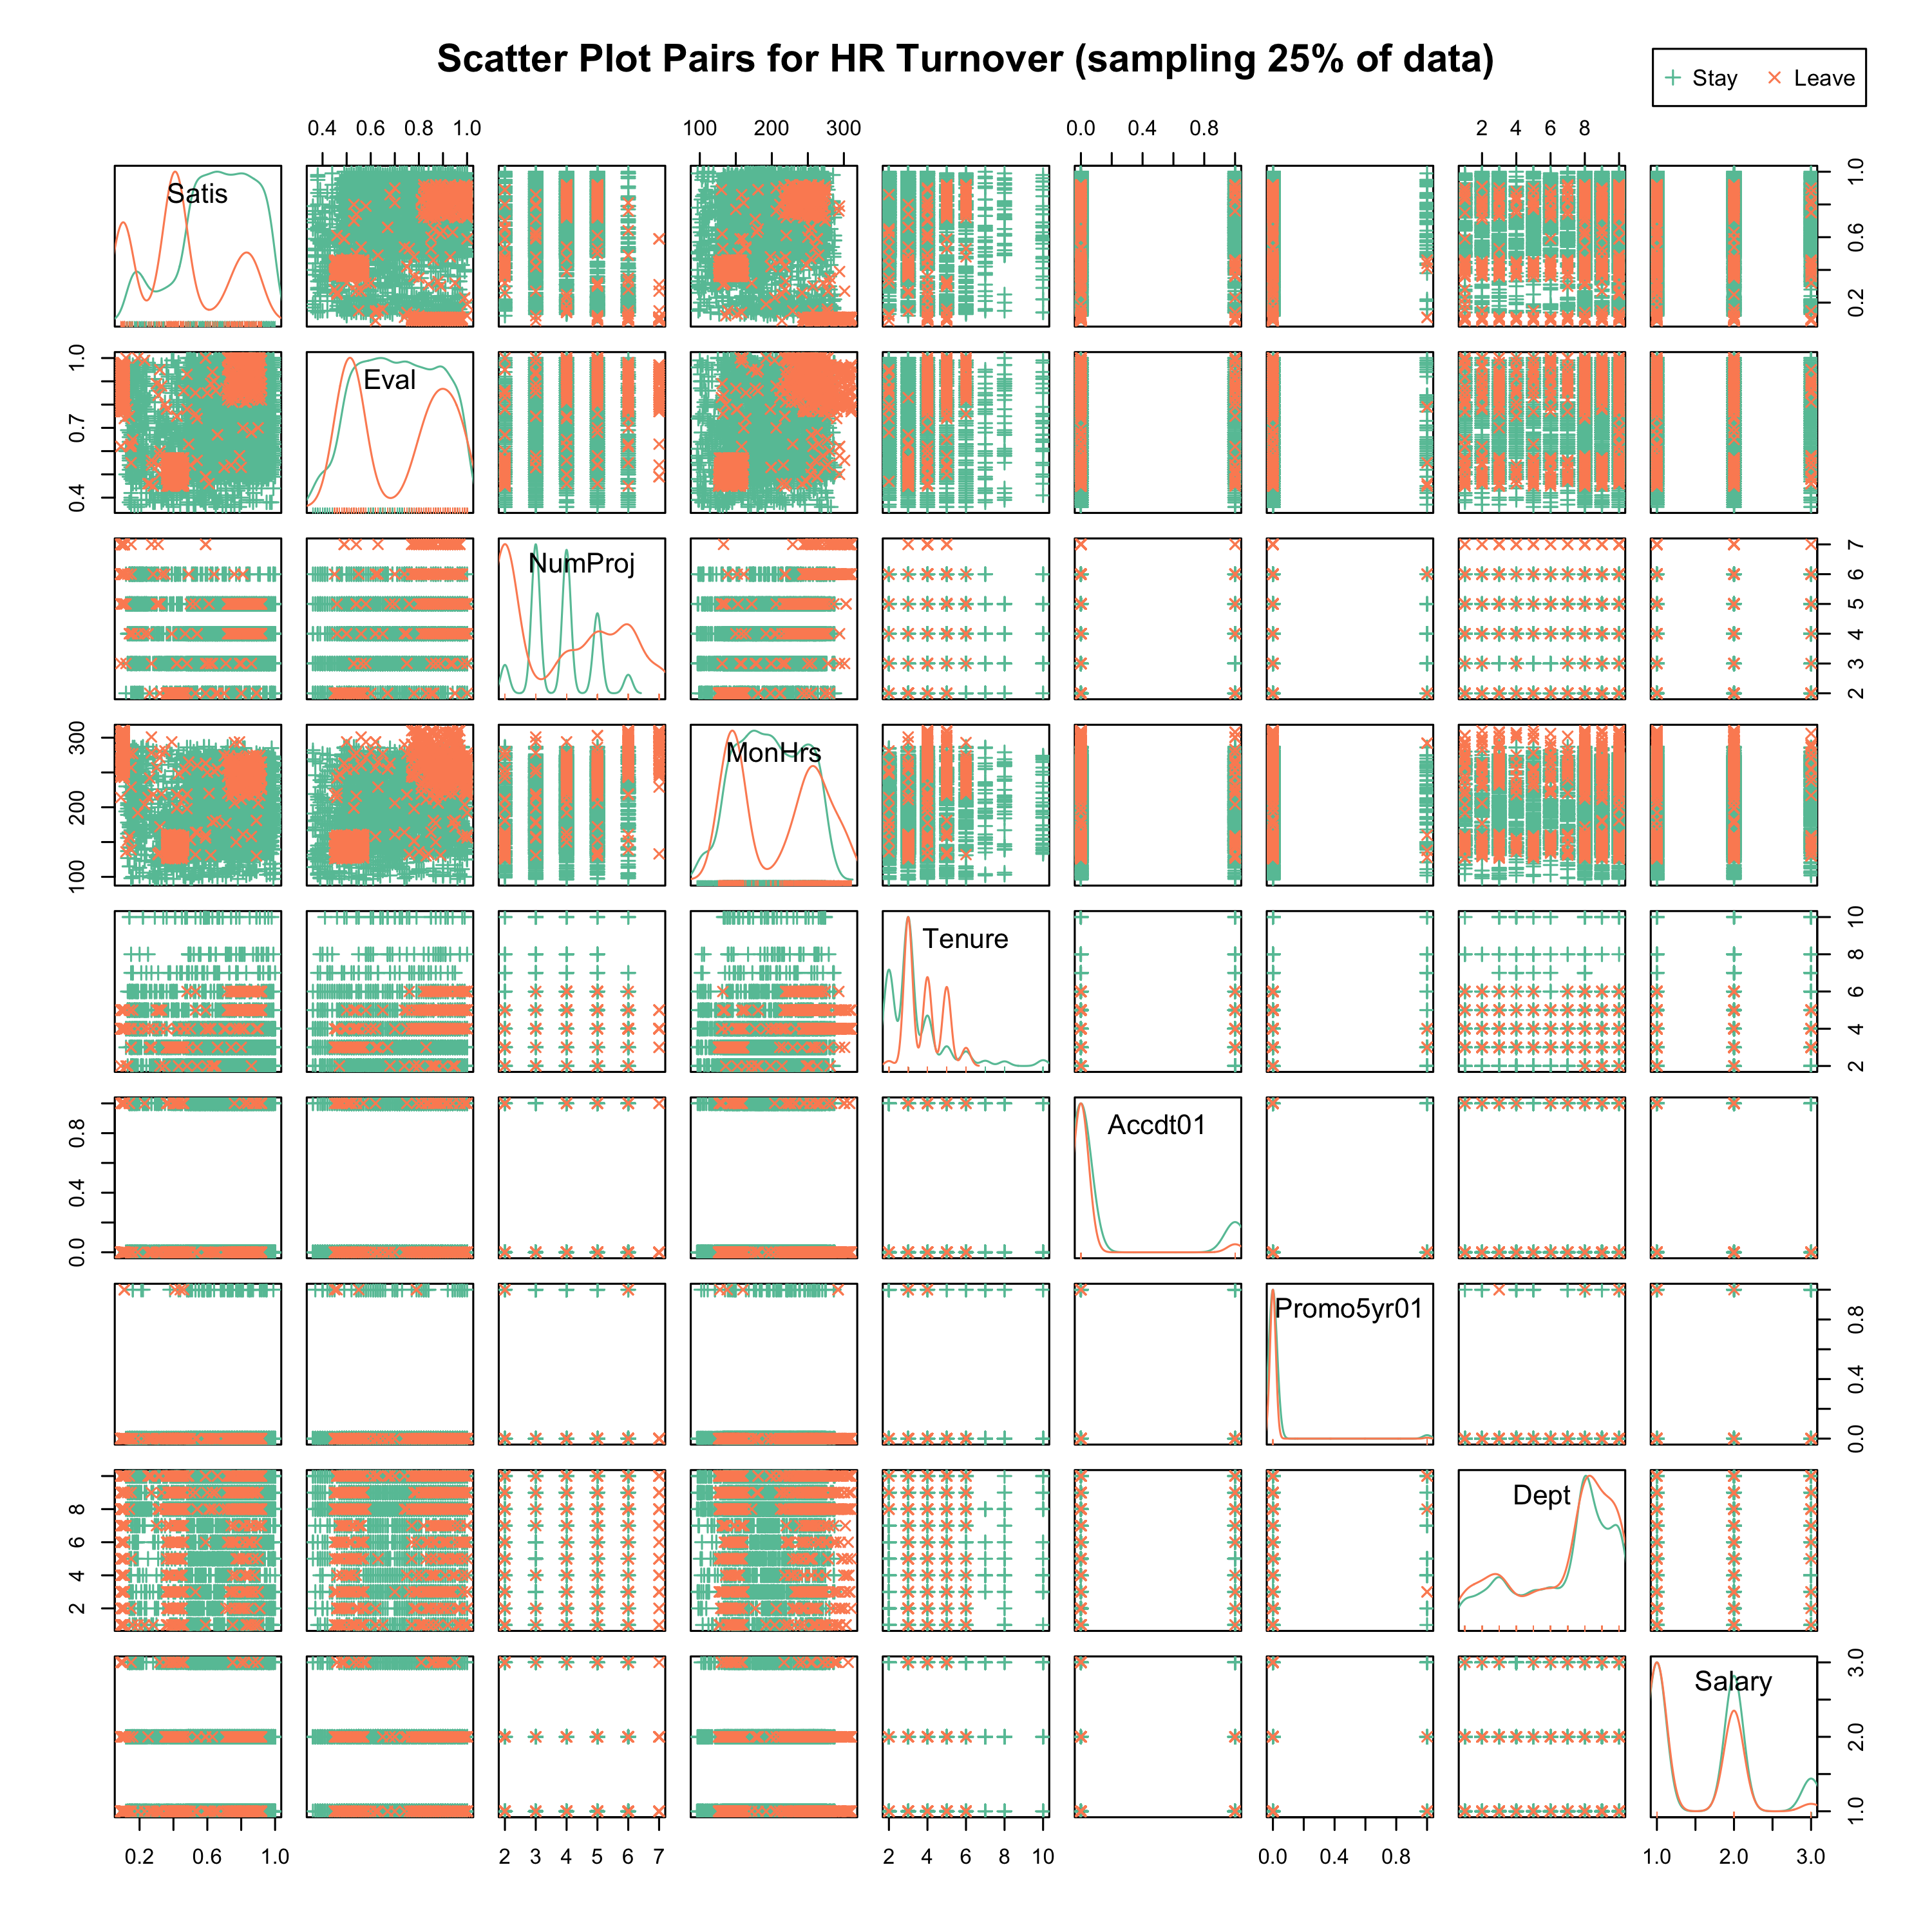 Scatter Plot Pairs for HR Turnover (sampling 25% of data)
Stay Leave
0.4 0.6 0.8 1.0 100 200 300 0.0 0.4 0.8 2 4 6 8
Satis
0.2 0.6 1.0
Eval
0.4 0.7 1.0
NumProj
2 3 4 5 6 7
MonHrs
100 200 300
Tenure
2 4 6 8 10
Accdt01
0.0 0.4 0.8
Promo5yr01
0.0 0.4 0.8
Dept
2 4 6 8
Salary
1.0 2.0 3.0
0.2 0.6 1.0 2 3 4 5 6 7 2 4 6 8 10 0.0 0.4 0.8 1.0 2.0 3.0